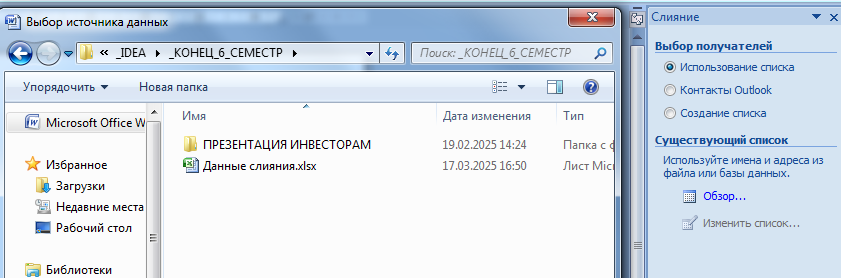 Выбор источника данных
« _IDEA ▸ _КОНЕЦ_6_СЕМЕСТР ▸
Поиск: _КОНЕЦ_6_СЕМЕСТР
Упорядочить
Новая папка
Microsoft Office W
Избранное
Загрузки
Недавние места
Рабочий стол
Библиотеки
Имя
Дата изменения
Тип
ПРЕЗЕНТАЦИЯ ИНВЕСТОРАМ
19.02.2025 14:24
Папка с ф
Данные слияния.xlsx
17.03.2025 16:50
Лист Micr
Слияние
Выбор получателей
Использование списка
Контакты Outlook
Создание списка
Существующий список
Используйте имена и адреса из
файла или базы данных.
Обзор...
Изменить список...